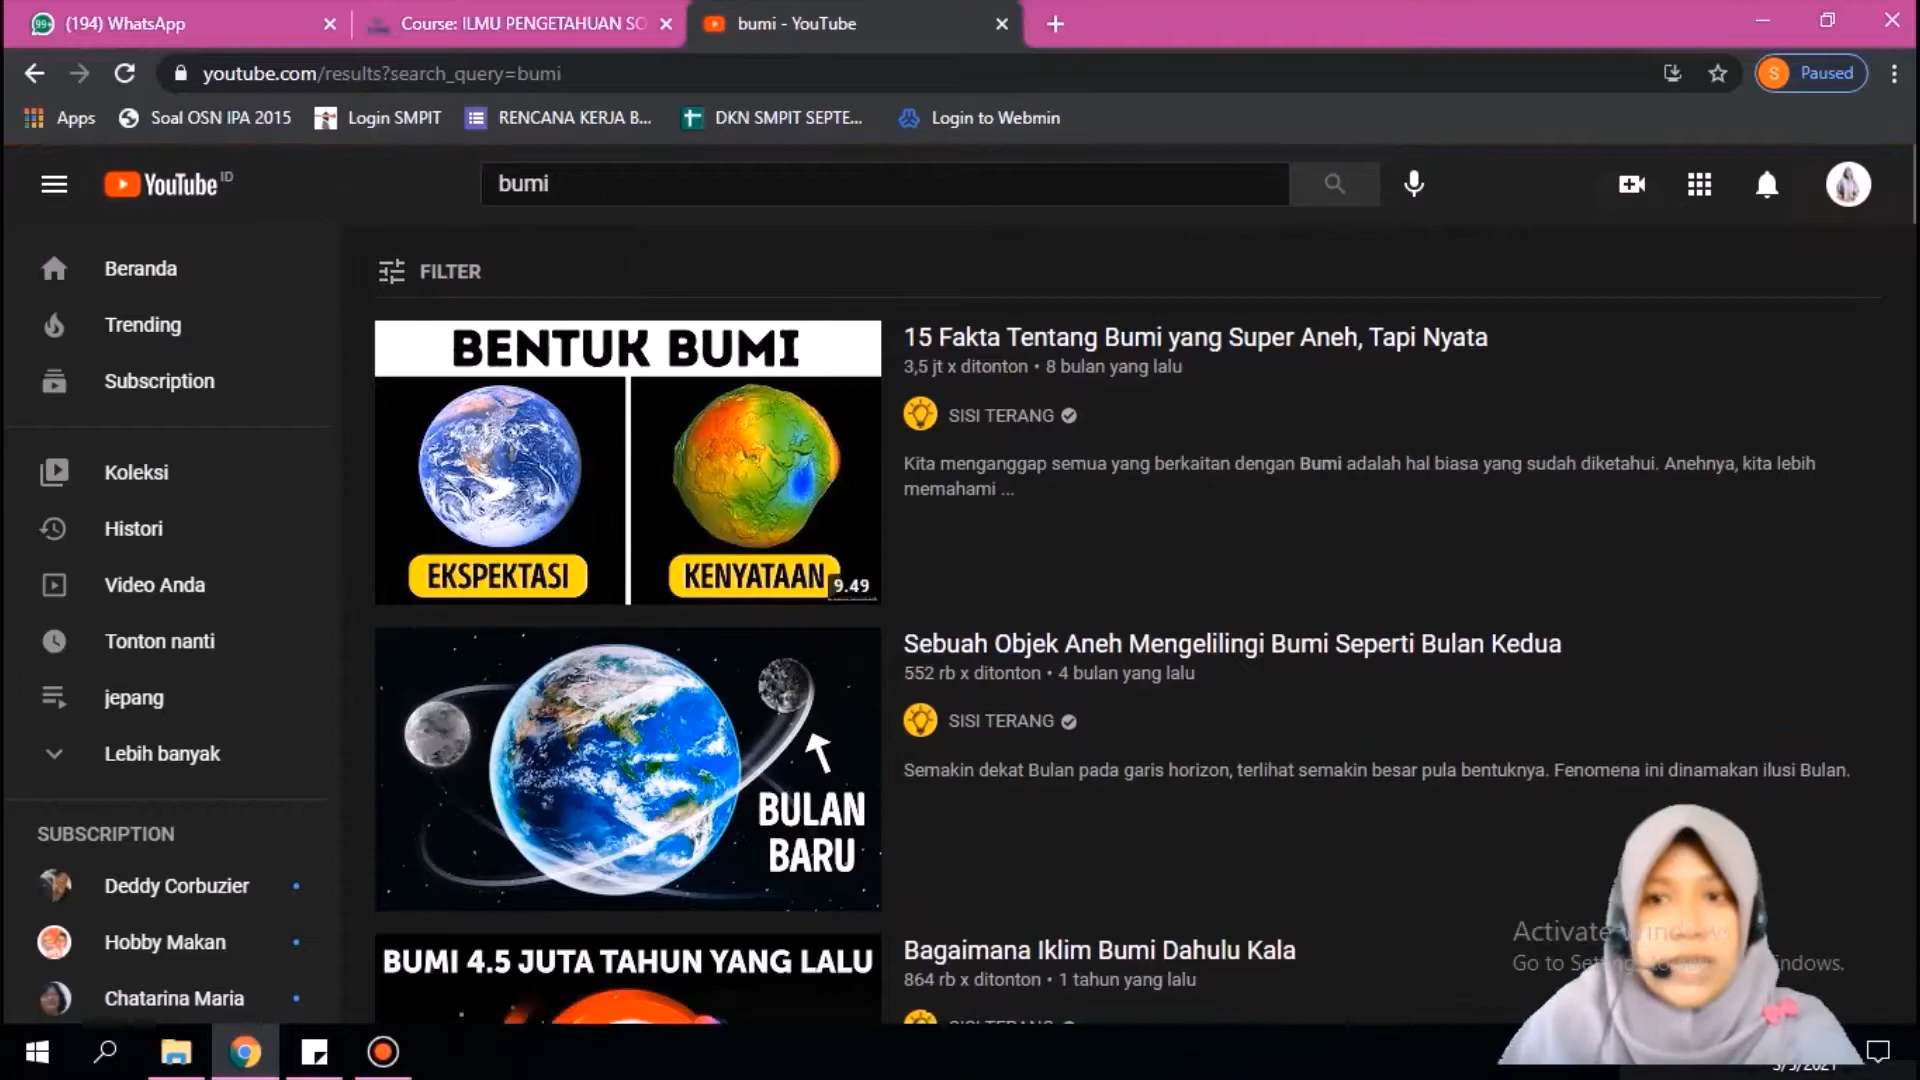 (194) WhatsApp
Course: ILMU PENGETAHUAN SO
bumi - YouTube
youtube.com/results?search_query=bumi
S
Paused
Apps
Soal OSN IPA 2015
Login SMPIT
RENCANA KERJA B...
DKN SMPIT SEPTE...
Login to Webmin
YouTube ID
bumi
Beranda
Trending
Subscription
Koleksi
Histori
Video Anda
Tonton nanti
jepang
Lebih banyak
SUBSCRIPTION
Deddy Corbuzier
Hobby Makan
Chatarina Maria
FILTER
BENTUK BUMI
EKSPEKTASI
KENYATAAN
9.49
15 Fakta Tentang Bumi yang Super Aneh, Tapi Nyata
3,5 jt x ditonton • 8 bulan yang lalu
SISI TERANG
Kita menganggap semua yang berkaitan dengan Bumi adalah hal biasa yang sudah diketahui. Anehnya, kita lebih
memahami ...
BULAN
BARU
Sebuah Objek Aneh Mengelilingi Bumi Seperti Bulan Kedua
552 rb x ditonton • 4 bulan yang lalu
SISI TERANG
Semakin dekat Bulan pada garis horizon, terlihat semakin besar pula bentuknya. Fenomena ini dinamakan ilusi Bulan.
BUMI 4.5 JUTA TAHUN YANG LALU
Bagaimana Iklim Bumi Dahulu Kala
864 rb x ditonton • 1 tahun yang lalu
SISI TERANG
Activate Windows
Go to